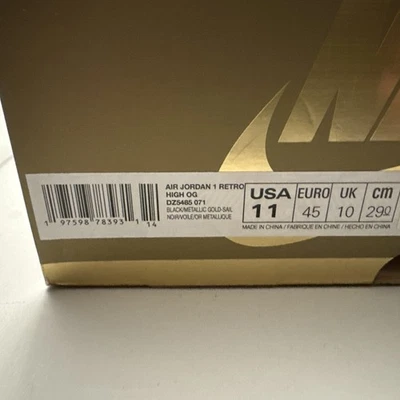 AIR JORDAN 1 RETRO
HIGH OG
DZ5485 071
BLACK/METALLIC GOLD-SAIL
NOIR/VOILE/OR METALLIQUE
1 97598 78393 1 14
USA EURO UK cm
11 45 10 29
MADE IN CHINA / FABRIQUE EN CHINE / HECHO EN CHINA